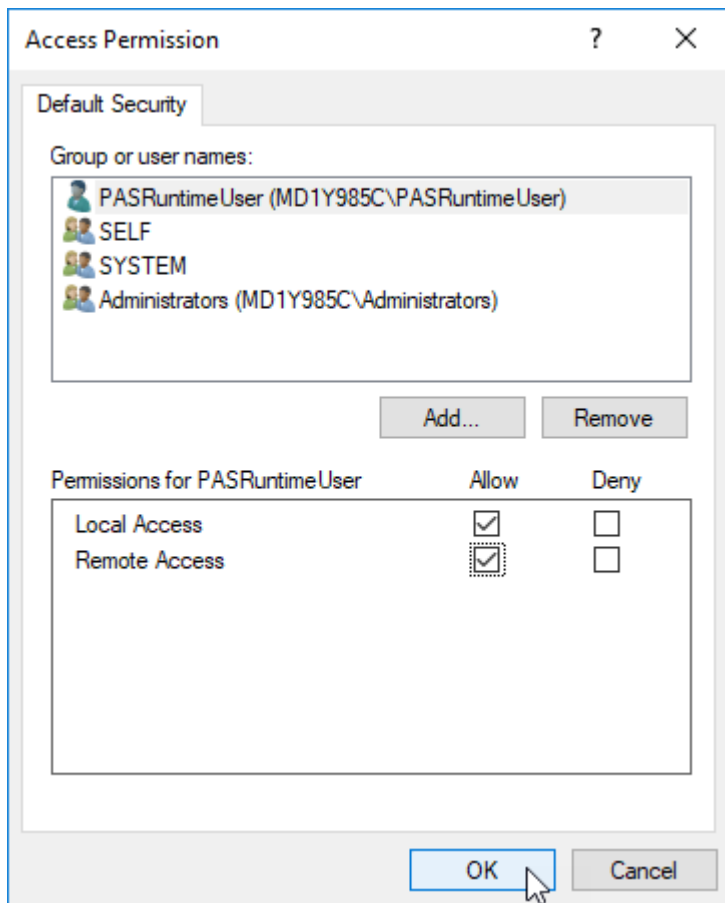 Access Permission ?
Default Security
Group or user names:
PASRuntimeUser (MD1Y985C\PASRuntimeUser)
SELF
SYSTEM
Administrators (MD1Y985C\Administrators)
Add... Remove
Permissions for PASRuntimeUser Allow Deny
Local Access
Remote Access
OK Cancel